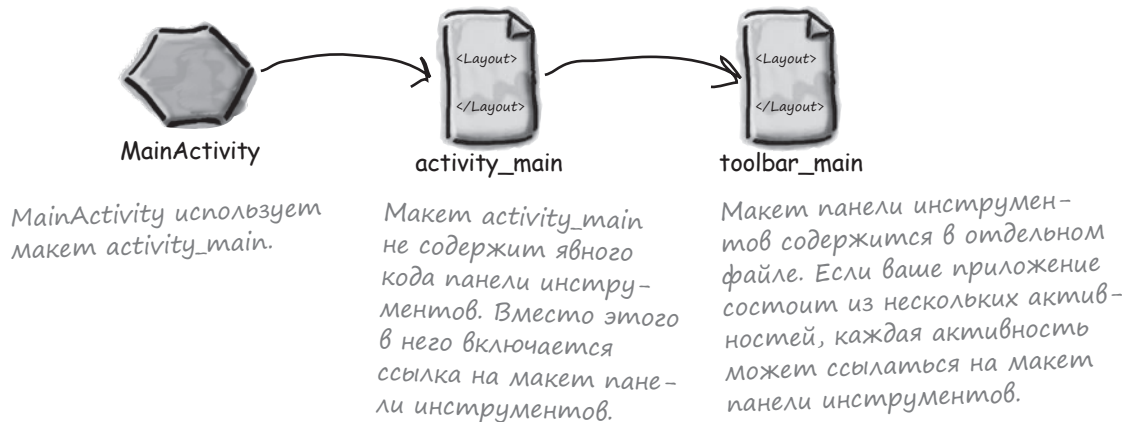 <Layout>
</Layout>
<Layout>
</Layout>
MainActivity
activity_main
toolbar_main
MainActivity использует
макет activity_main.
Макет activity_main
не содержит явного
кода панели инстру-
ментов. Вместо этого
в него включается
ссылка на макет пане-
ли инструментов.
Макет панели инструмен-
тов содержится в отдельном
файле. Если ваше приложение
состоит из нескольких актив-
ностей, каждая активность
может ссылаться на макет
панели инструментов.